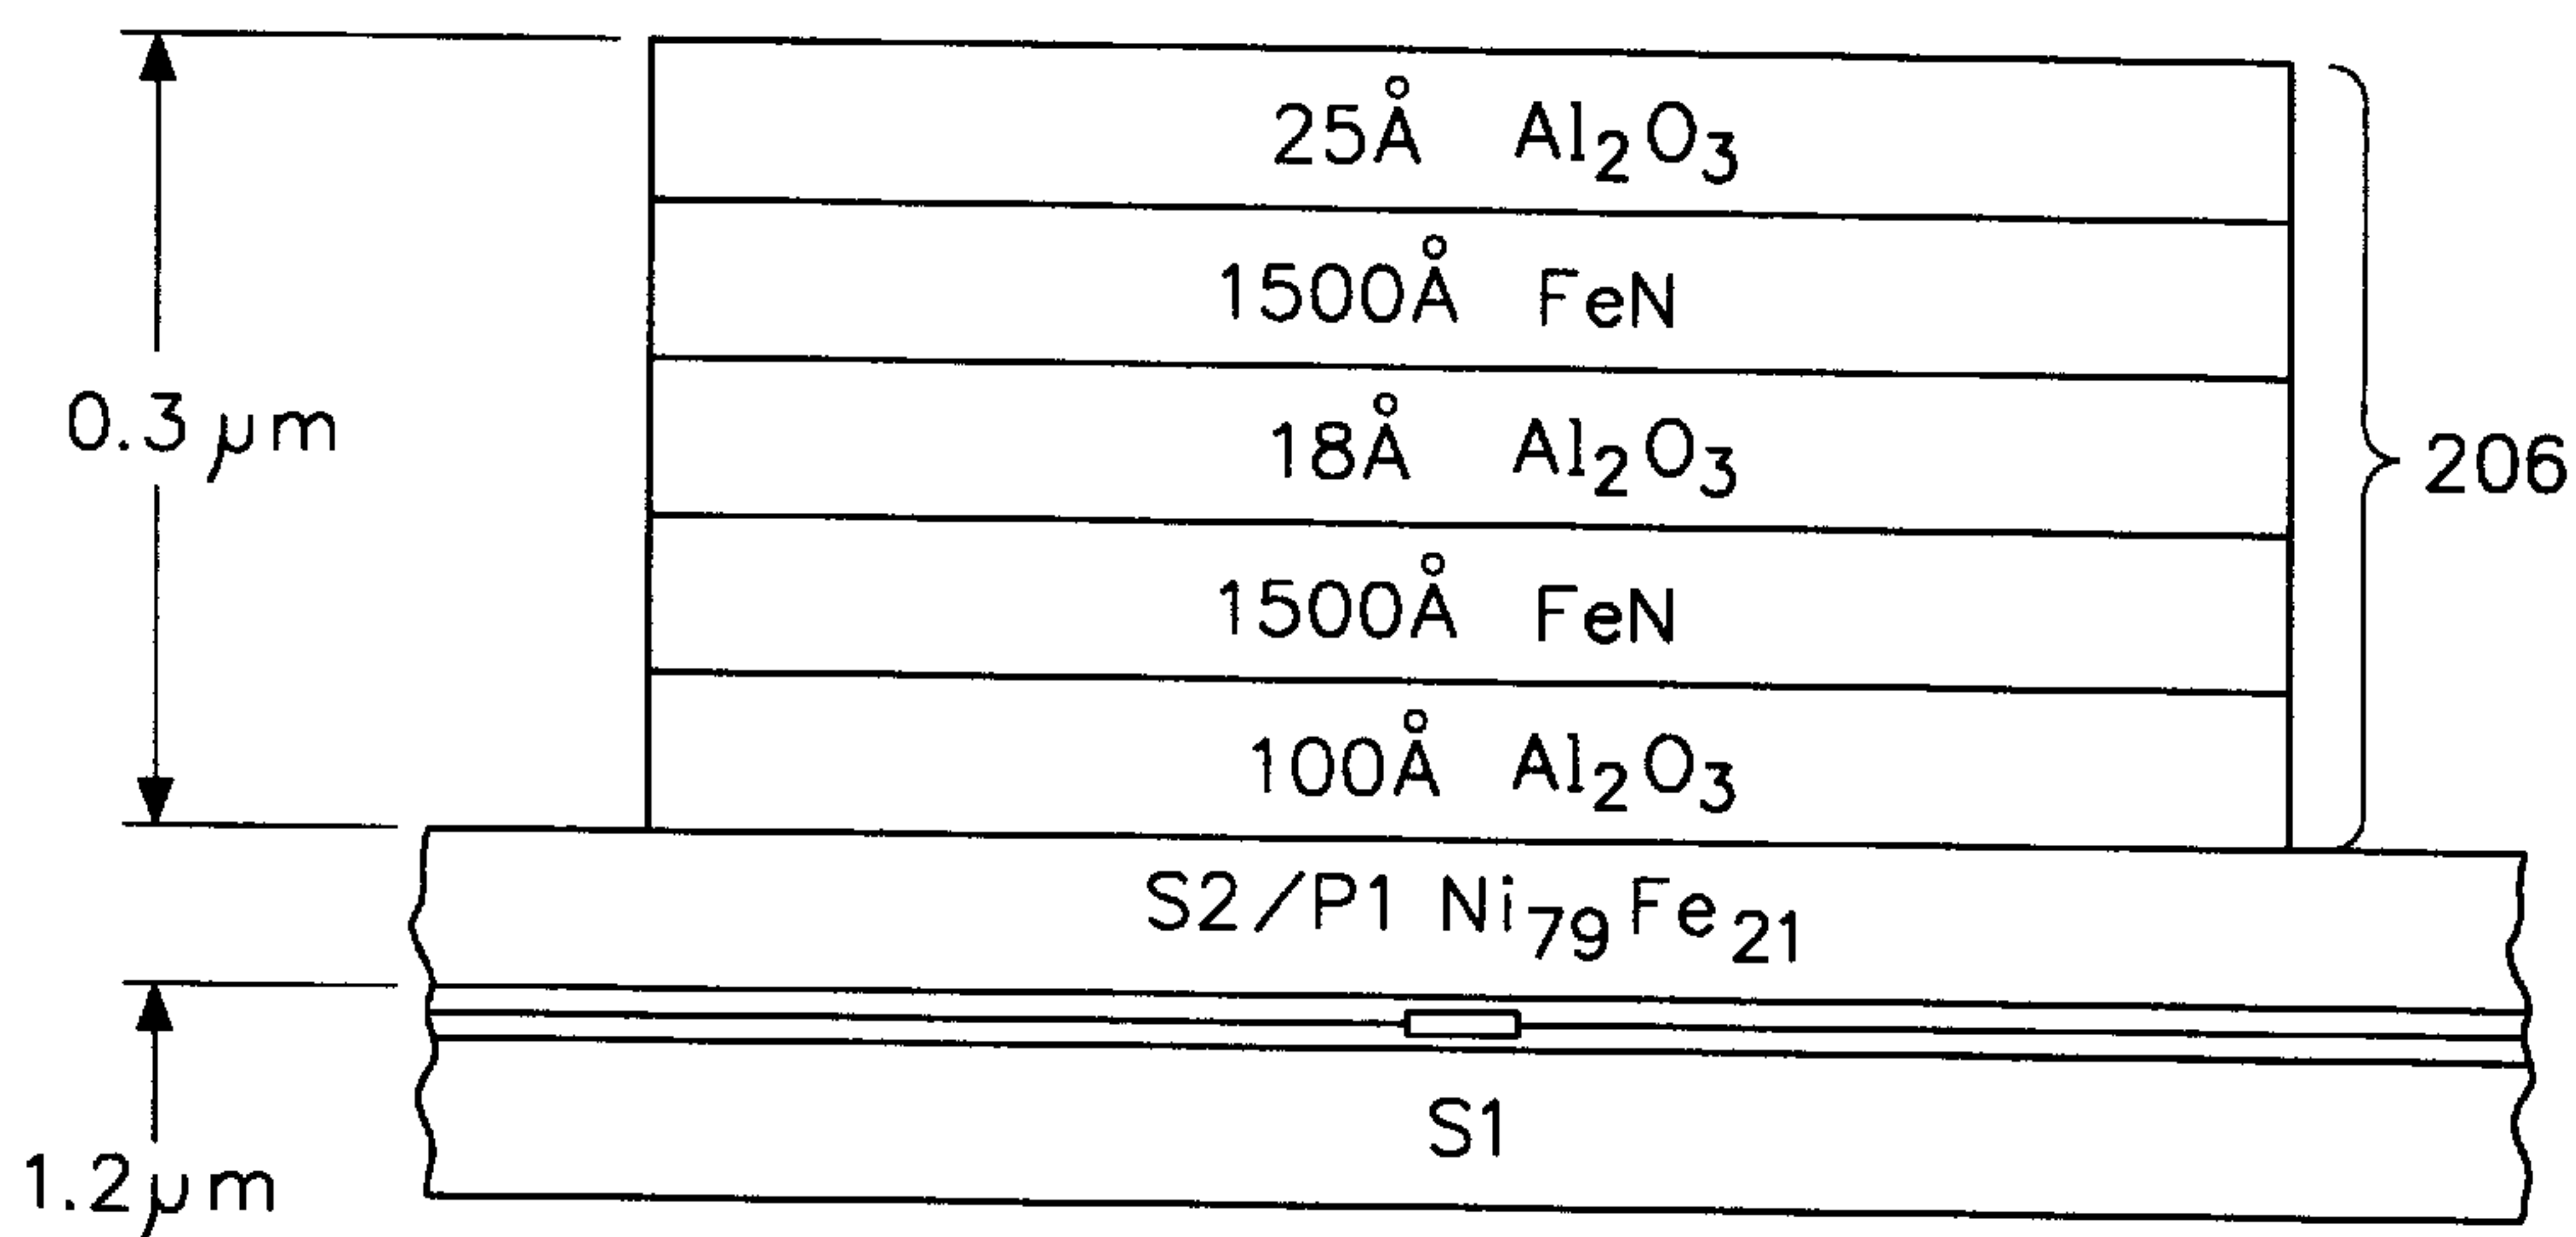 25Å Al₂O₃
1500Å FeN
0.3 μm
18Å Al₂O₃
206
1500Å FeN
100Å Al₂O₃
S2/P1 Ni₇₉Fe₂₁
S1
1.2μm